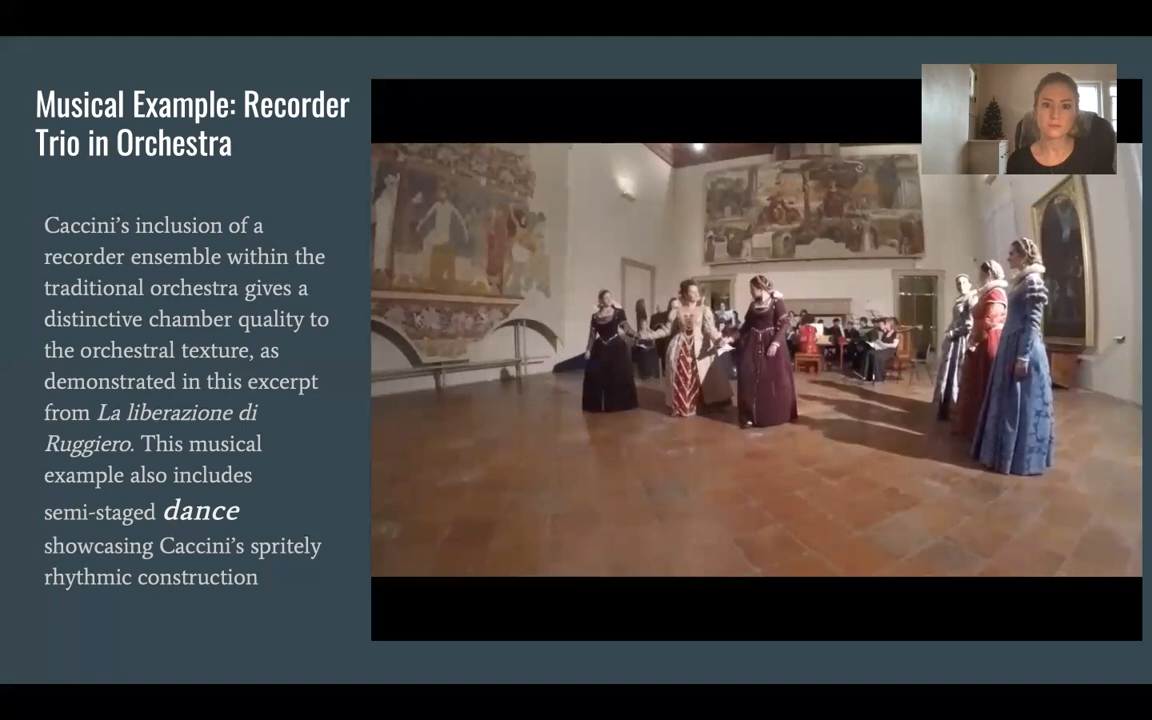 Musical Example: Recorder
Trio in Orchestra
Caccini’s inclusion of a
recorder ensemble within the
traditional orchestra gives a
distinctive chamber quality to
the orchestral texture, as
demonstrated in this excerpt
from La liberazione di
Ruggiero. This musical
example also includes
semi-staged dance
showcasing Caccini’s spritely
rhythmic construction